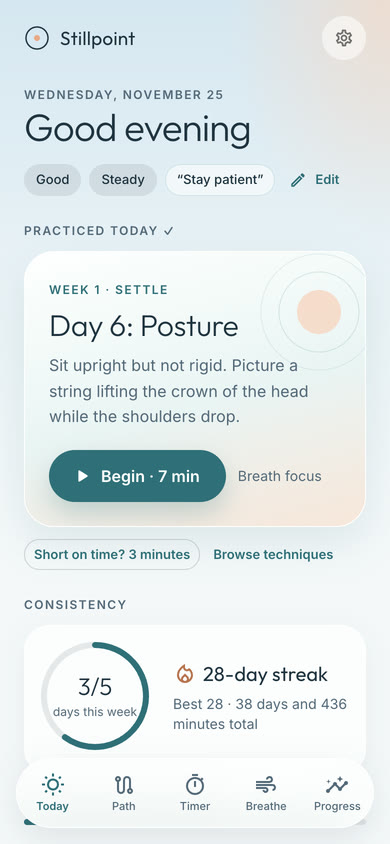 Stillpoint
WEDNESDAY, NOVEMBER 25
Good evening
Good
Steady
“Stay patient”
Edit
PRACTICED TODAY ✓
WEEK 1 · SETTLE
Day 6: Posture
Sit upright but not rigid. Picture a
string lifting the crown of the head
while the shoulders drop.
Begin · 7 min
Breath focus
Short on time? 3 minutes
Browse techniques
CONSISTENCY
3/5
days this week
28-day streak
Best 28 · 38 days and 436
minutes total
Today
Path
Timer
Breathe
Progress